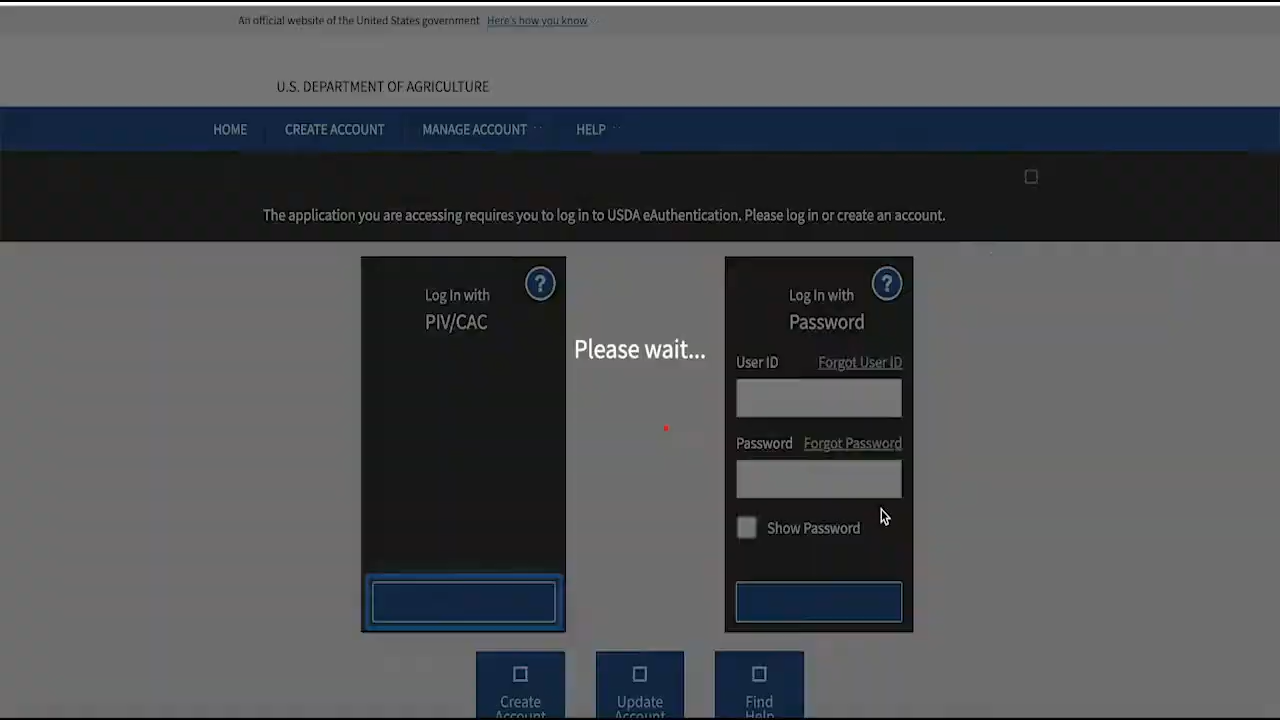 An official website of the United States government Here's how you know
U.S. DEPARTMENT OF AGRICULTURE
HOME CREATE ACCOUNT MANAGE ACCOUNT HELP
The application you are accessing requires you to log in to USDA eAuthentication. Please log in or create an account.
?
Log In with
PIV/CAC
Please wait...
?
Log In with
Password
User ID Forgot User ID
Password Forgot Password
Show Password
Create
Account
Update
Account
Find
Help